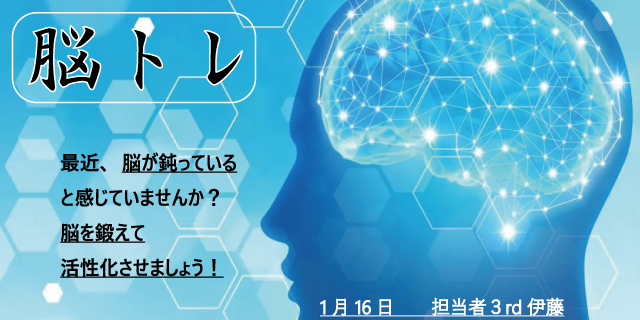 脳トレ
最近、脳が鈍っている
と感じていませんか？
脳を鍛えて
活性化させましょう！
1月16日　　担当者3rd伊藤